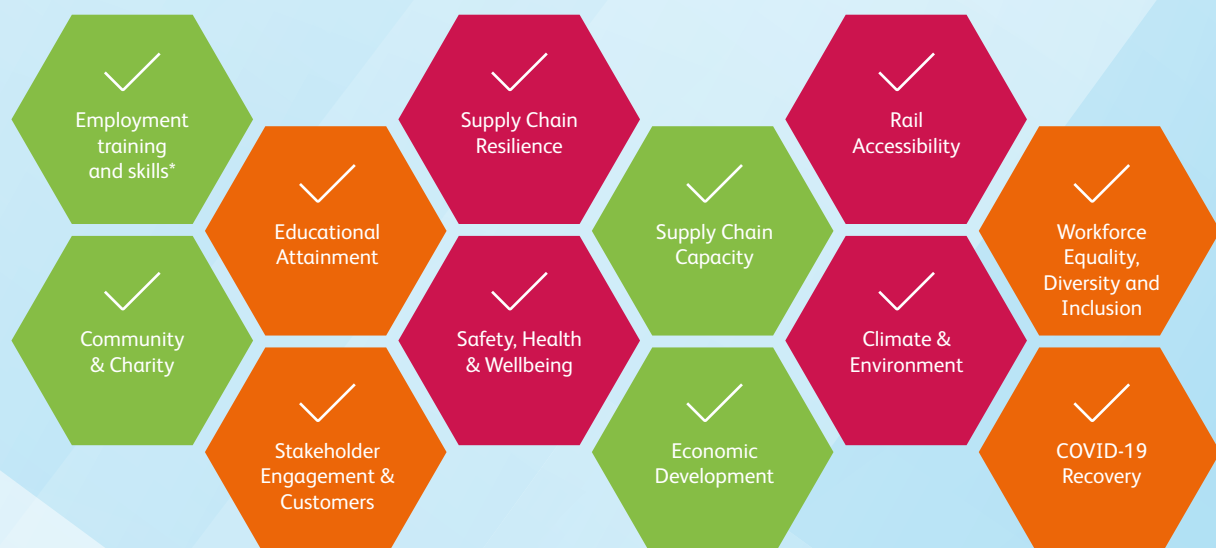 Employment
training
and skills*
Supply Chain
Resilience
Rail
Accessibility
Educational
Attainment
Supply Chain
Capacity
Workforce
Equality,
Diversity and
Inclusion
Community
& Charity
Safety, Health
& Wellbeing
Climate &
Environment
Stakeholder
Engagement &
Customers
Economic
Development
COVID-19
Recovery